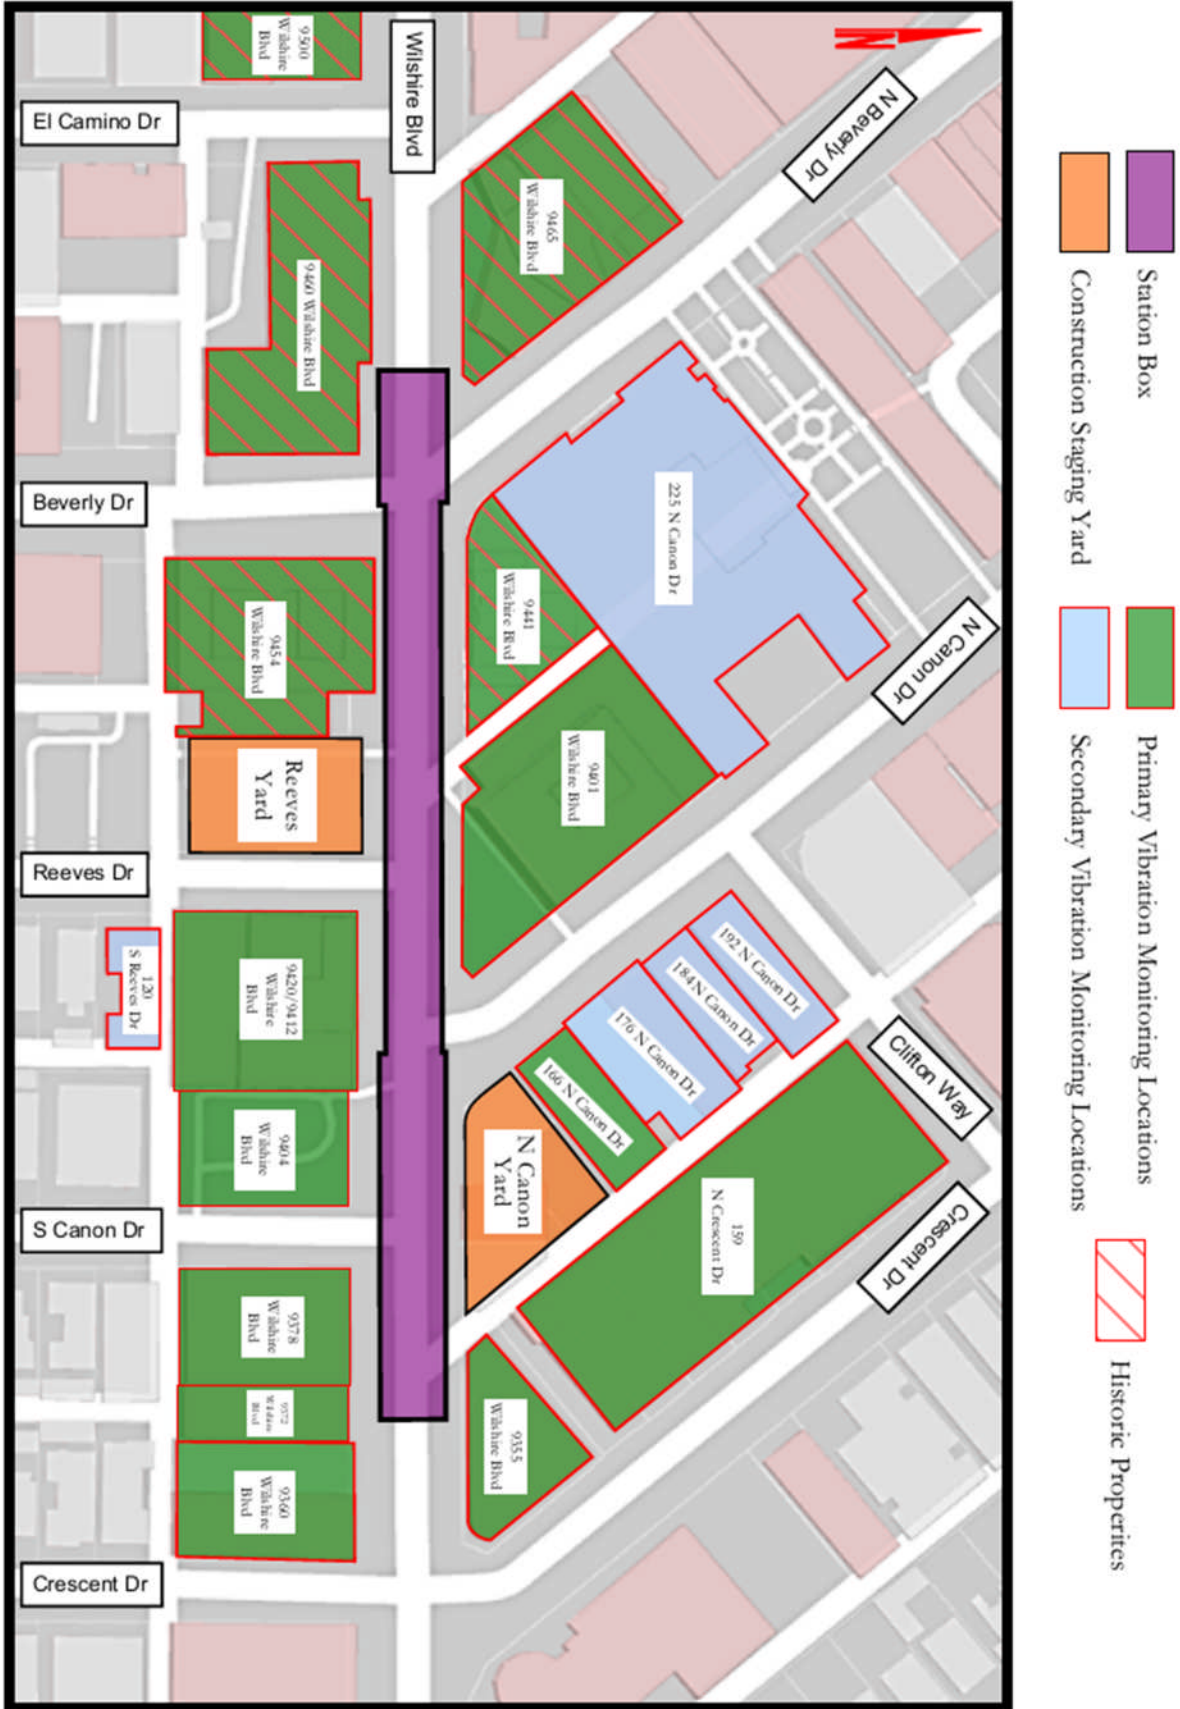 Station Box
Construction Staging Yard
Primary Vibration Monitoring Locations
Secondary Vibration Monitoring Locations
Historic Properites
N
Wilshire Blvd
N Beverly Dr
N Canon Dr
Clifton Way
Crescent Dr
El Camino Dr
Beverly Dr
Reeves Dr
S Canon Dr
Crescent Dr
9500
Wilshire
Blvd
9465
Wilshire Blvd
9460 Wilshire Blvd
225 N Canon Dr
9441
Wilshire Blvd
9454
Wilshire Blvd
9401
Wilshire Blvd
Reeves
Yard
192 N Canon Dr
184 N Canon Dr
176 N Canon Dr
166 N Canon Dr
N Canon
Yard
159
N Crescent Dr
9420/9412
Wilshire
Blvd
120
S Reeves Dr
9404
Wilshire
Blvd
9378
Wilshire
Blvd
9372
Wilshire
Blvd
9360
Wilshire
Blvd
9355
Wilshire Blvd